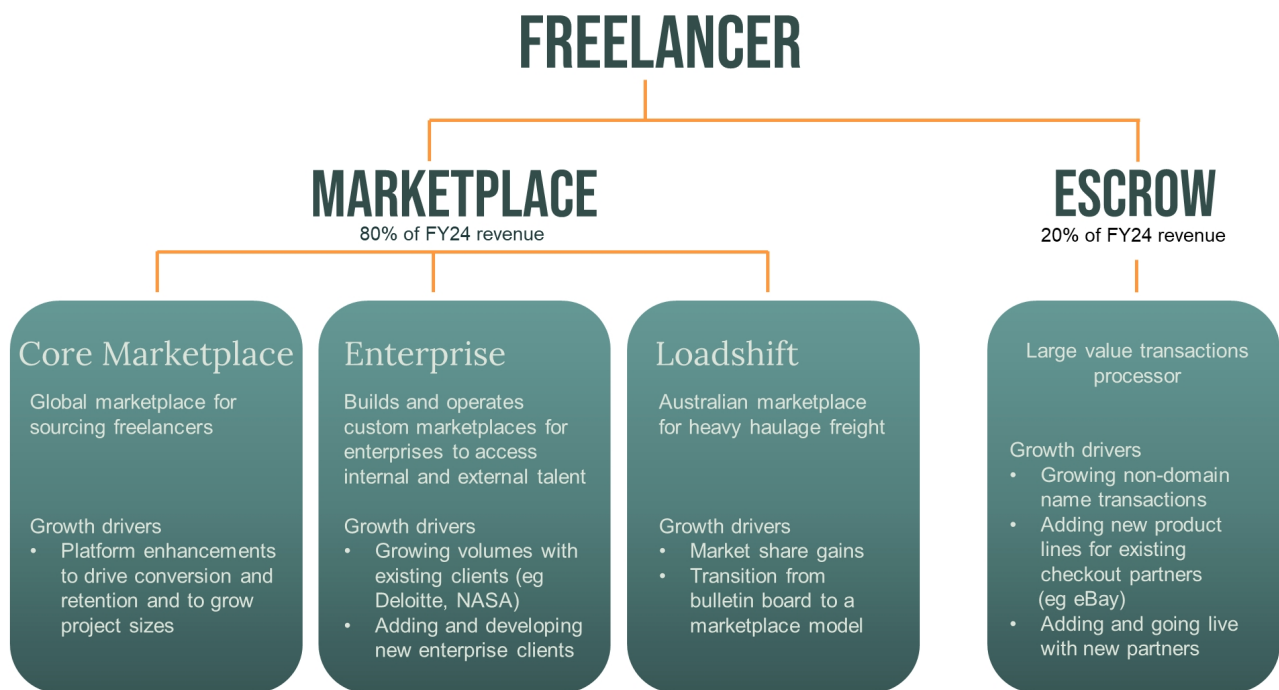 FREELANCER
MARKETPLACE
80% of FY24 revenue
ESCROW
20% of FY24 revenue
Core Marketplace
Global marketplace for
sourcing freelancers
Growth drivers
• Platform enhancements
to drive conversion and
retention and to grow
project sizes
Enterprise
Builds and operates
custom marketplaces for
enterprises to access
internal and external talent
Growth drivers
• Growing volumes with
existing clients (eg
Deloitte, NASA)
• Adding and developing
new enterprise clients
Loadshift
Australian marketplace
for heavy haulage freight
Growth drivers
• Market share gains
• Transition from
bulletin board to a
marketplace model
Large value transactions
processor
Growth drivers
• Growing non-domain
name transactions
• Adding new product
lines for existing
checkout partners
(eg eBay)
• Adding and going live
with new partners